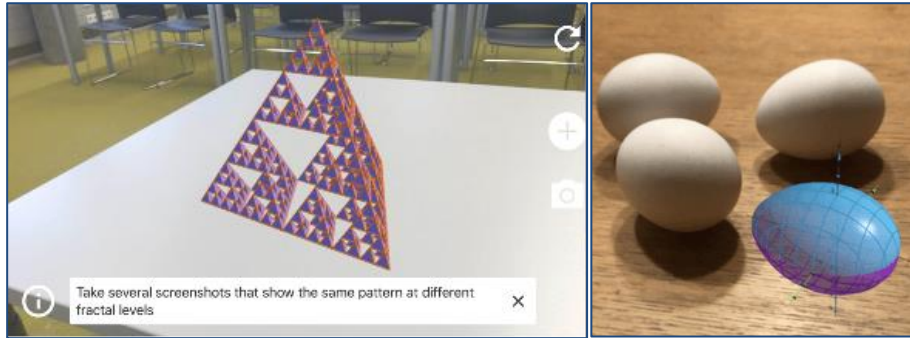 Take several screenshots that show the same pattern at different
fractal levels